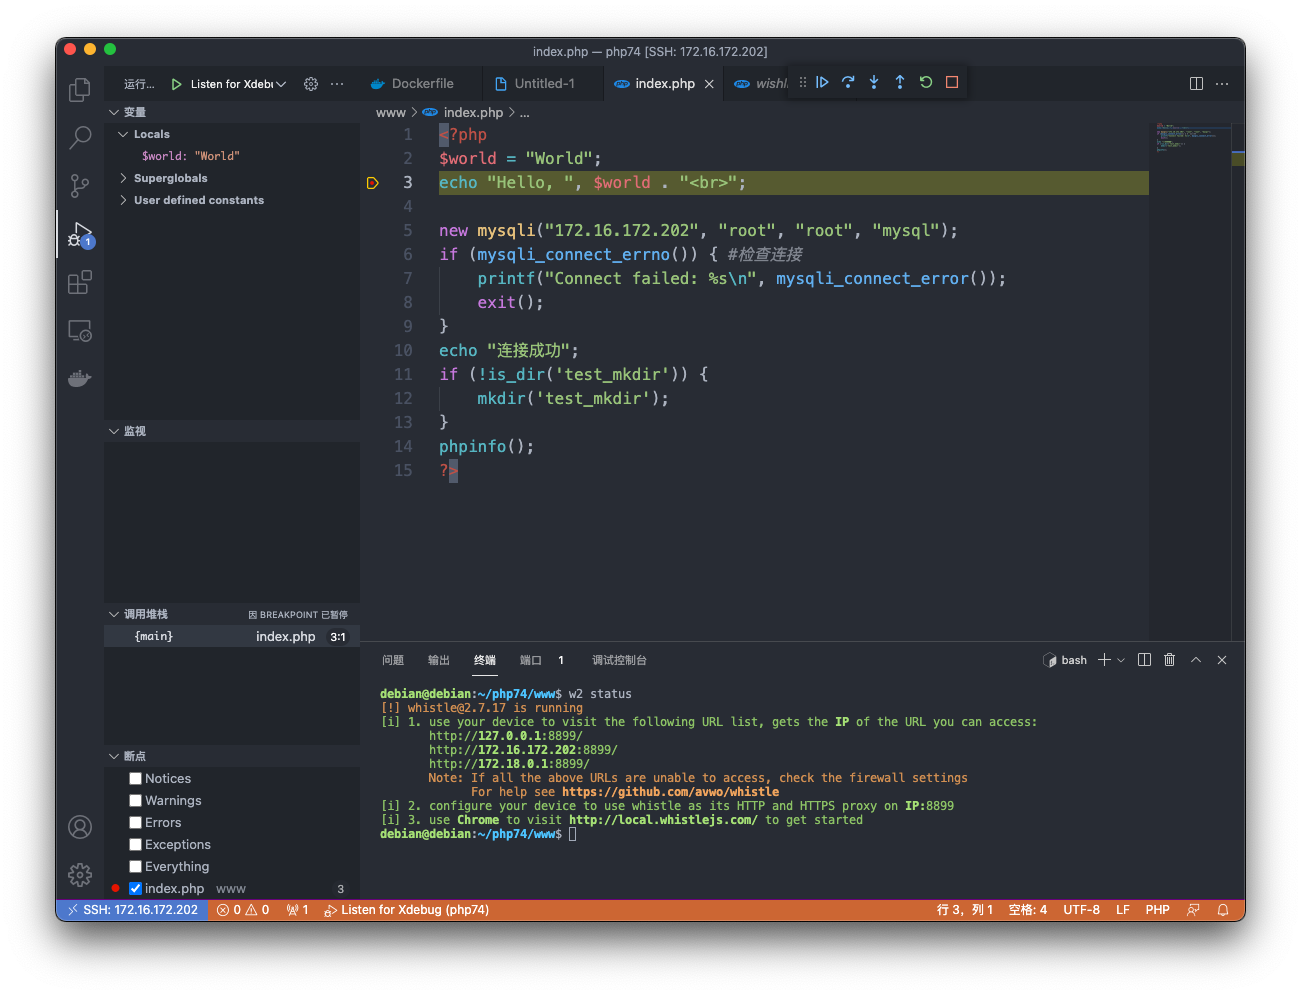 index.php — php74 [SSH: 172.16.172.202]
运行... Listen for Xdebu
Dockerfile Untitled-1 index.php wishl
变量
Locals
$world: "World"
Superglobals
User defined constants
监视
调用堆栈 因 BREAKPOINT 已暂停
{main} index.php 3:1
断点
Notices
Warnings
Errors
Exceptions
Everything
index.php www 3
1
www > index.php > ...
1 <?php
2 $world = "World";
3 echo "Hello, ", $world . "<br>";
4
5 new mysqli("172.16.172.202", "root", "root", "mysql");
6 if (mysqli_connect_errno()) { #检查连接
7 printf("Connect failed: %s\n", mysqli_connect_error());
8 exit();
9 }
10 echo "连接成功";
11 if (!is_dir('test_mkdir')) {
12 mkdir('test_mkdir');
13 }
14 phpinfo();
15 ?>
问题 输出 终端 端口 1 调试控制台 bash
debian@debian:~/php74/www$ w2 status
[!] whistle@2.7.17 is running
[i] 1. use your device to visit the following URL list, gets the IP of the URL you can access:
http://127.0.0.1:8899/
http://172.16.172.202:8899/
http://172.18.0.1:8899/
Note: If all the above URLs are unable to access, check the firewall settings
For help see https://github.com/avwo/whistle
[i] 2. configure your device to use whistle as its HTTP and HTTPS proxy on IP:8899
[i] 3. use Chrome to visit http://local.whistlejs.com/ to get started
debian@debian:~/php74/www$
SSH: 172.16.172.202 0 0 1 Listen for Xdebug (php74) 行 3，列 1 空格: 4 UTF-8 LF PHP